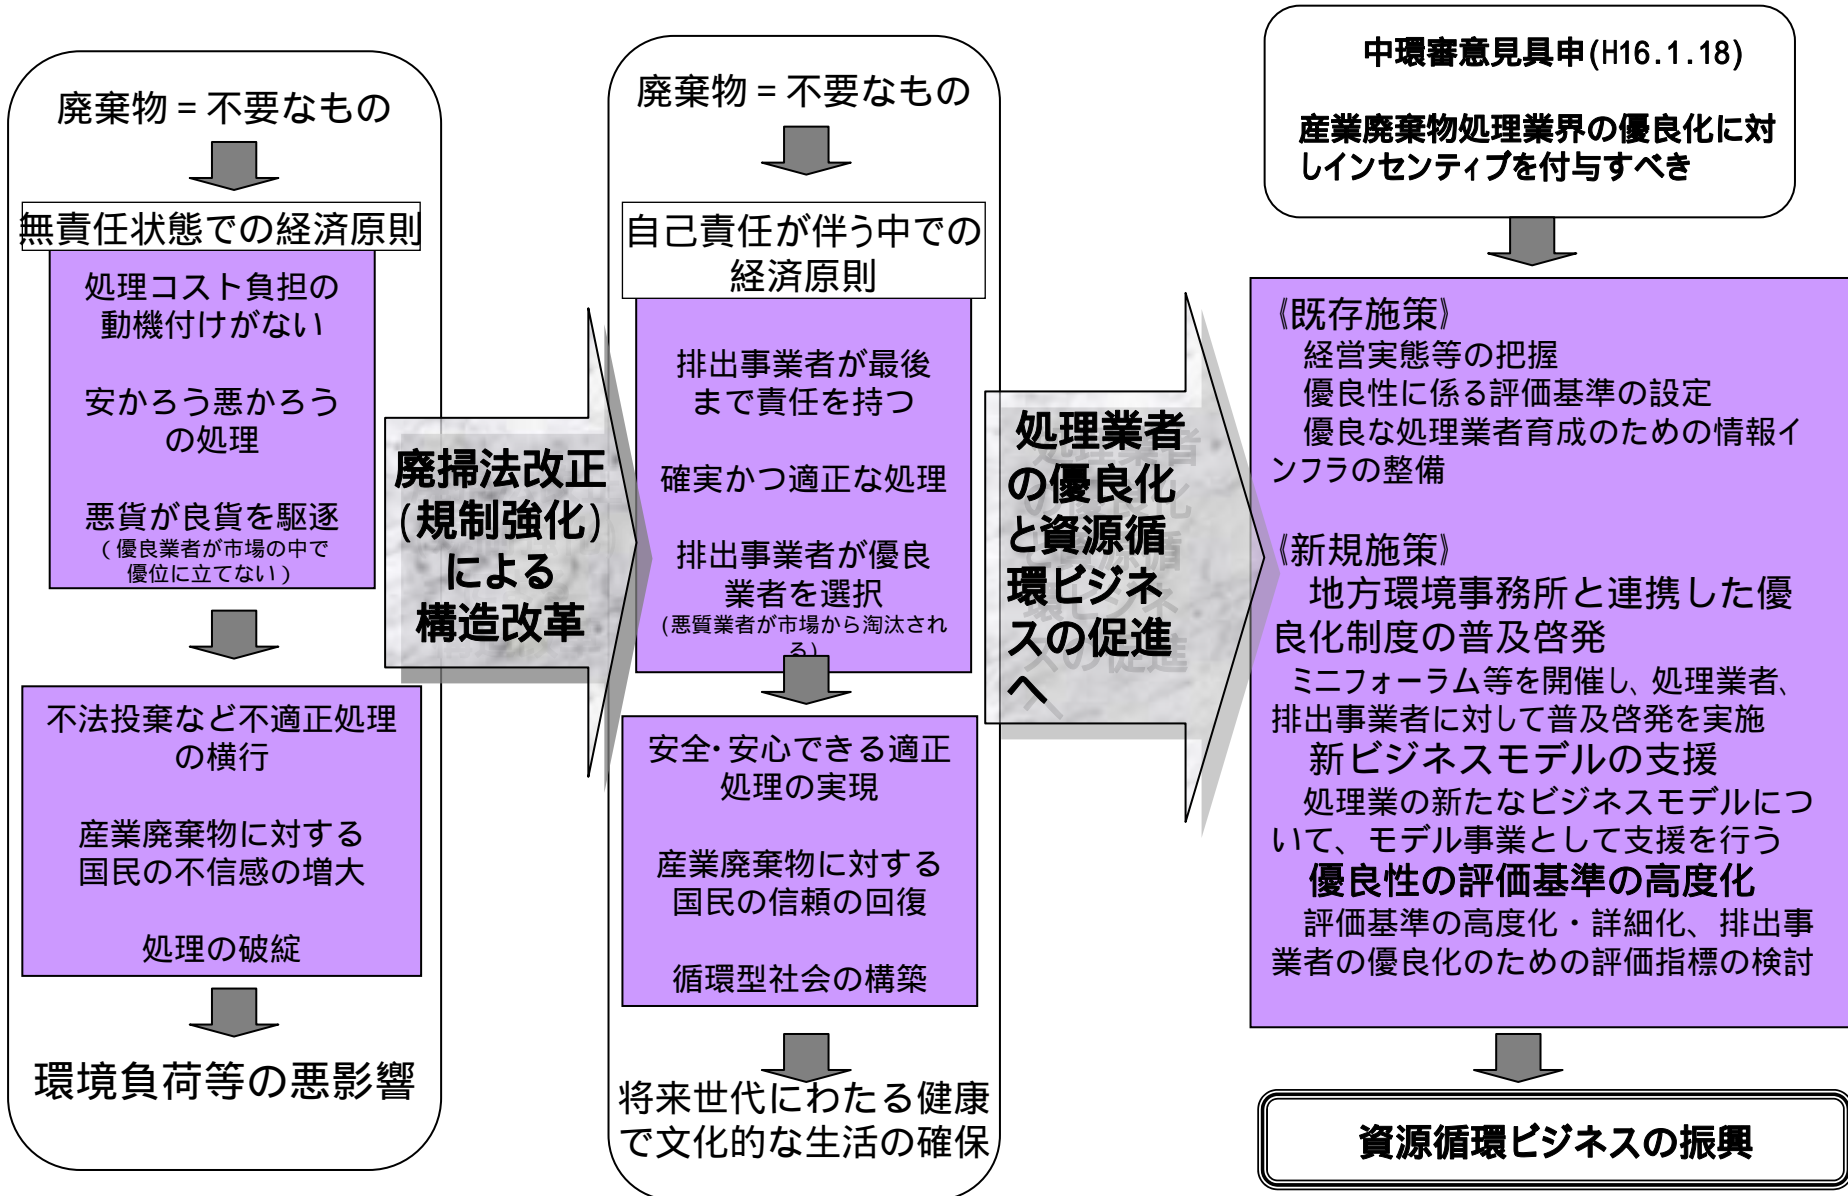 廃棄物 = 不要なもの
無責任状態での経済原則
処理コスト負担の
動機付けがない
安かろう悪かろう
の処理
悪貨が良貨を駆逐
(優良業者が市場の中で
優位に立てない)
不法投棄など不適正処理
の横行
産業廃棄物に対する
国民の不信感の増大
処理の破綻
環境負荷等の悪影響
廃掃法改正
(規制強化)
による
構造改革
廃棄物 = 不要なもの
自己責任が伴う中での
経済原則
排出事業者が最後
まで責任を持つ
確実かつ適正な処理
排出事業者が優良
業者を選択
(悪質業者が市場から淘汰され
る)
安全・安心できる適正
処理の実現
産業廃棄物に対する
国民の信頼の回復
循環型社会の構築
将来世代にわたる健康
で文化的な生活の確保
処理業者
の優良化
と資源循
環ビジネ
スの促進
へ
中環審意見具申(H16.1.18)
産業廃棄物処理業界の優良化に対
しインセンティブを付与すべき
《既存施策》
経営実態等の把握
優良性に係る評価基準の設定
優良な処理業者育成のための情報イ
ンフラの整備
《新規施策》
地方環境事務所と連携した優
良化制度の普及啓発
ミニフォーラム等を開催し、処理業者、
排出事業者に対して普及啓発を実施
新ビジネスモデルの支援
処理業の新たなビジネスモデルにつ
いて、モデル事業として支援を行う
優良性の評価基準の高度化
評価基準の高度化・詳細化、排出事
業者の優良化のための評価指標の検討
資源循環ビジネスの振興